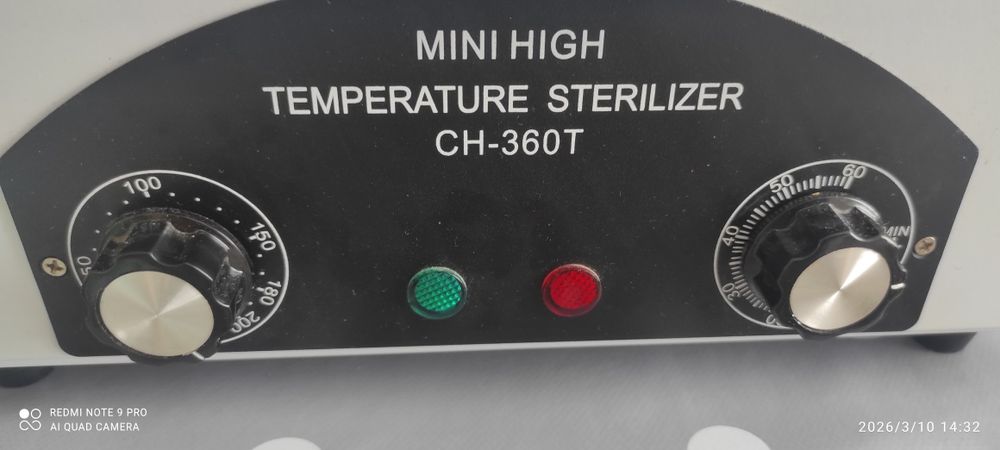 MINI HIGH
TEMPERATURE STERILIZER
CH-360T
100
150
180
200
50
60
50
40
30
MIN
REDMI NOTE 9 PRO
AI QUAD CAMERA
2026/3/10 14:32